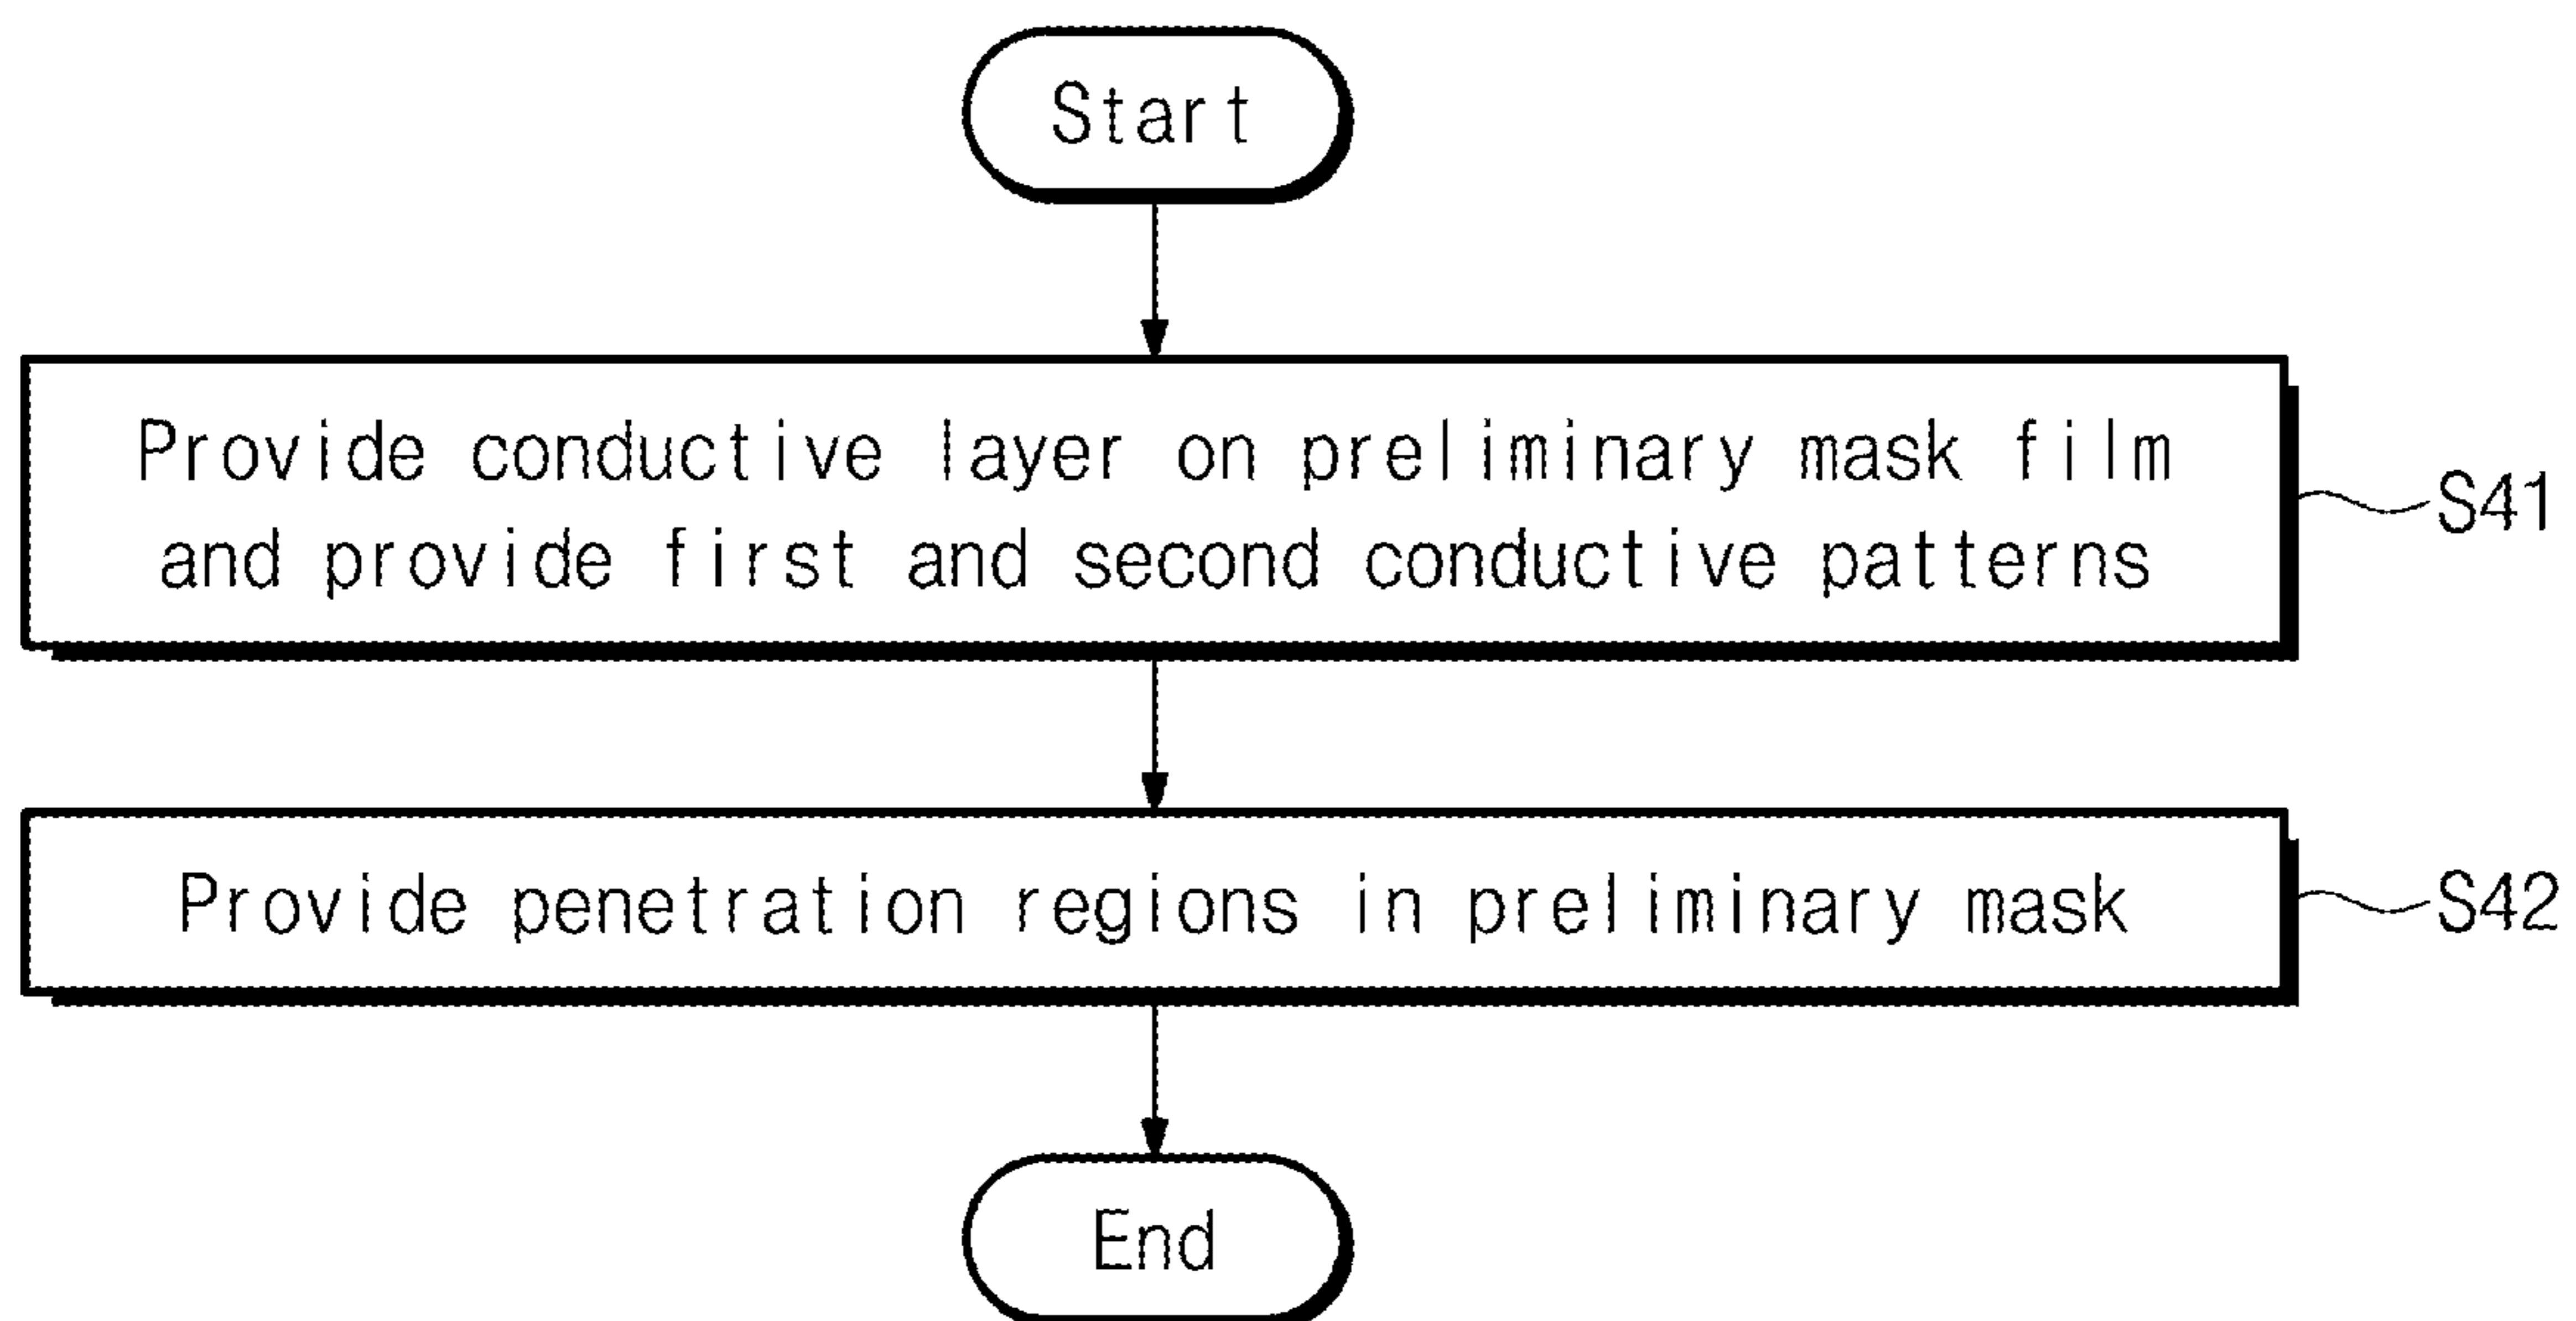 Start
Provide conductive layer on preliminary mask film
and provide first and second conductive patterns
S41
Provide penetration regions in preliminary mask
S42
End